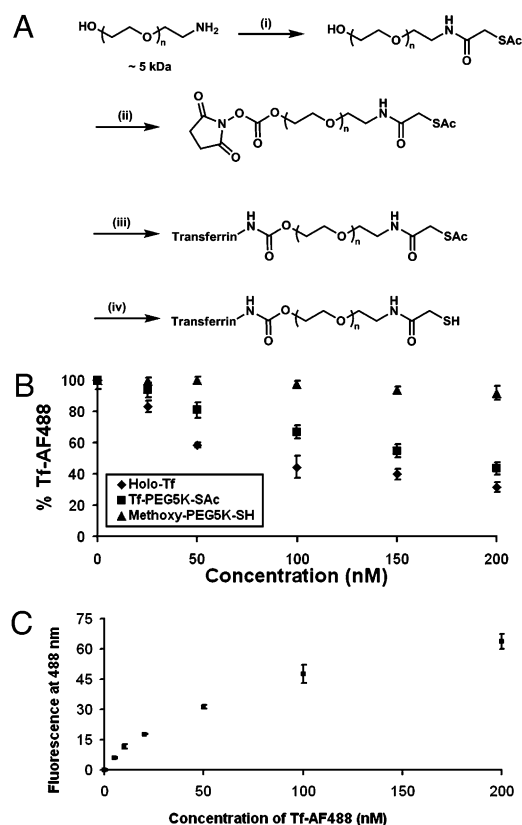 A
HO
O
n
NH2
~ 5 kDa
(i)
HO
O
n
H
N
O
SAc
(ii)
O
N
O
O
O
O
O
n
H
N
O
SAc
(iii)
Transferrin
H
N
O
O
O
n
H
N
O
SAc
(iv)
Transferrin
H
N
O
O
O
n
H
N
O
SH
B
% Tf-AF488
100
80
60
40
20
0
Holo-Tf
Tf-PEG5K-SAc
Methoxy-PEG5K-SH
0 50 100 150 200
Concentration (nM)
C
Fluorescence at 488 nm
75
60
45
30
15
0
0 50 100 150 200
Concentration of Tf-AF488 (nM)